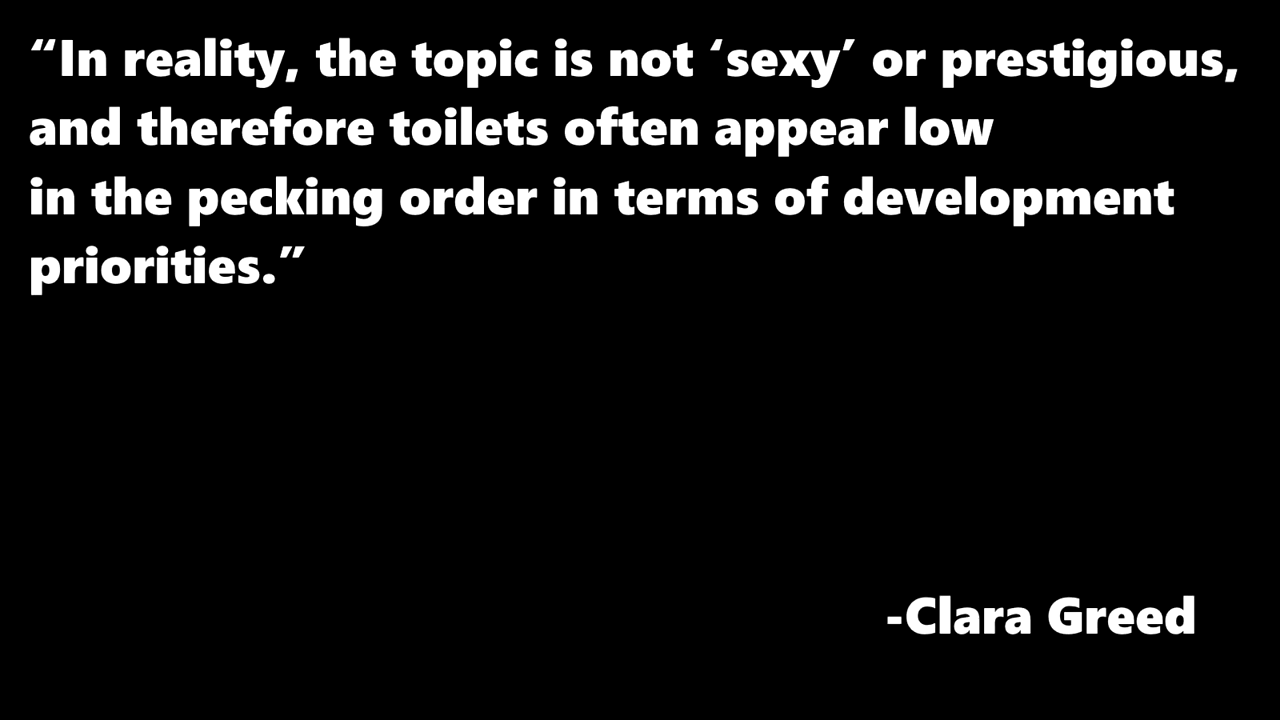 “In reality, the topic is not ‘sexy’ or prestigious,
and therefore toilets often appear low
in the pecking order in terms of development
priorities.”
-Clara Greed